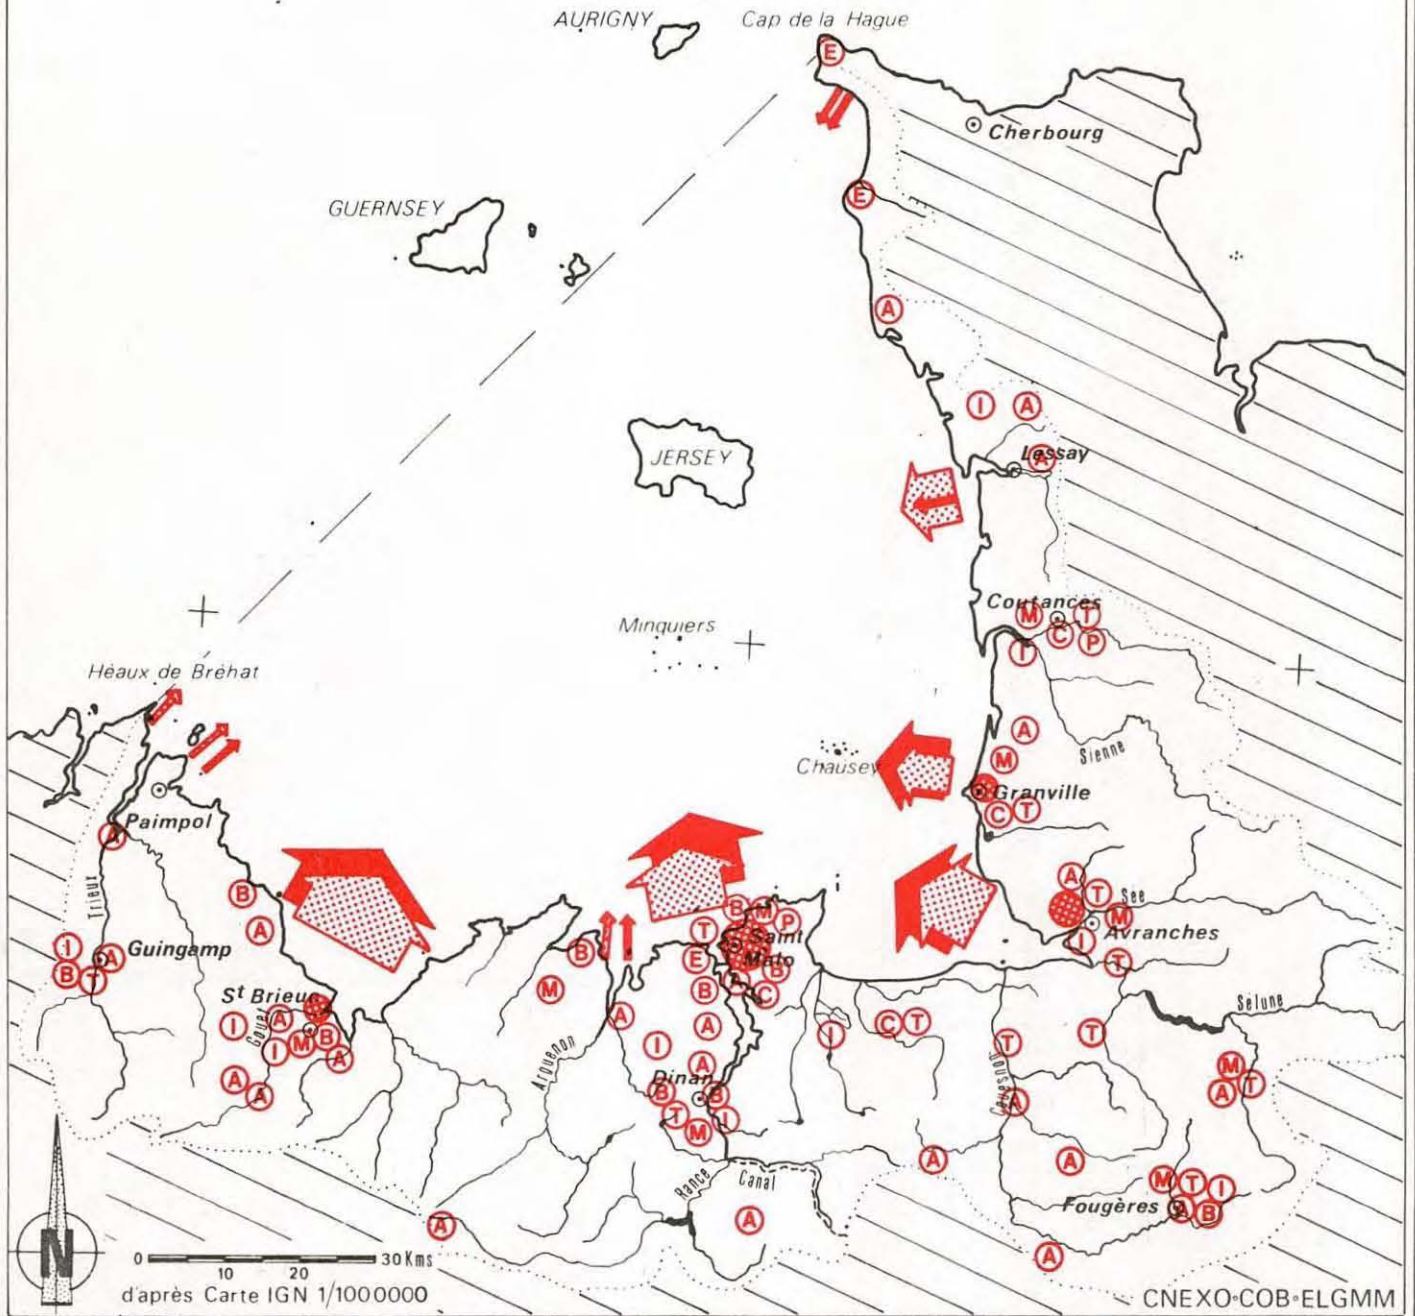 AURIGNY
Cap de la Hague
E
Cherbourg
GUERNSEY
E
A
I A
JERSEY
Lessay
A
Coutances
M T
C P
T
Minquiers
Héaux de Bréhat
Sienne
A
M
Chausey
Granville
C T
Paimpol
A
Trieux
B
A
A
T
Sée
M
Avranches
I
T
B M P
T
Saint
Malo
E
B
B
C
I
Guingamp
A
B
T
B
M
St Brieuc
I
A
Gouet
I M B
A
A
A
A
Arguenon
I
A
A
Dinan
B B
T I
M
I
C T
T
Couesnon
A
T
Sélune
M
T
A
A
A
M T I
Fougères
A B
A
Rance
Canal
A
A
N
0 30 Kms
10 20
d'après Carte IGN 1/1000000
CNEXO-COB-ELGMM